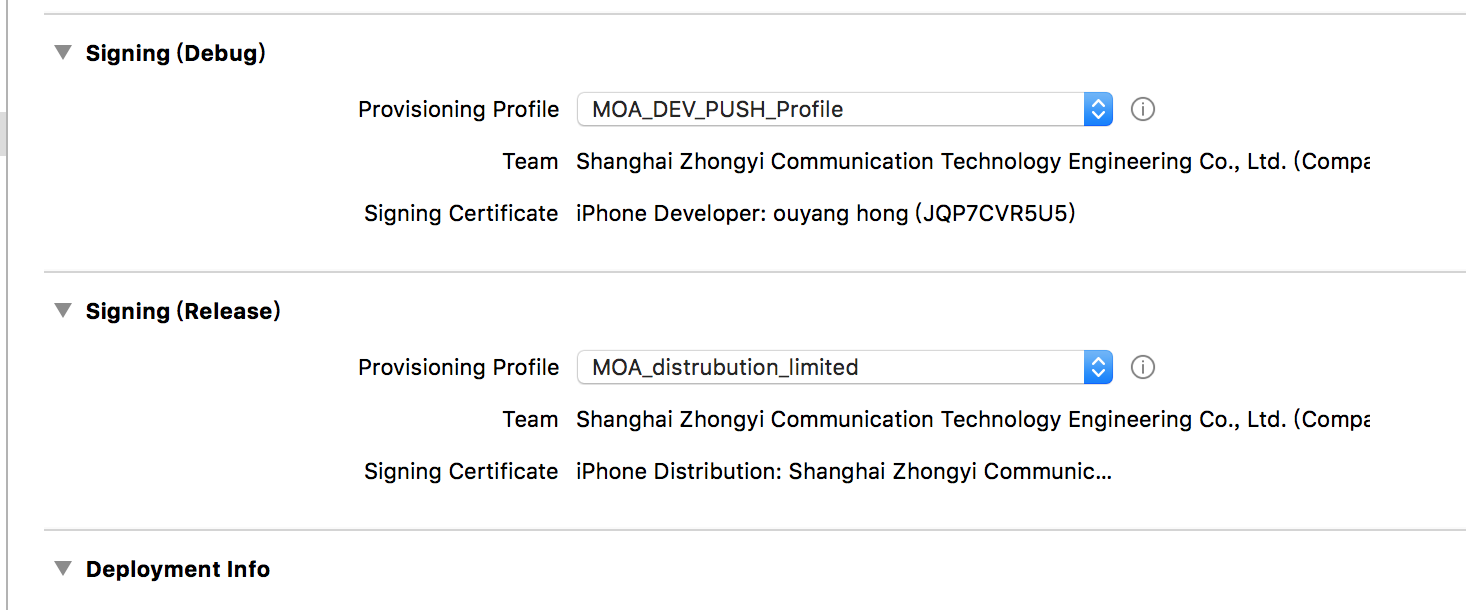 Signing (Debug)
Provisioning Profile MOA_DEV_PUSH_Profile
Team Shanghai Zhongyi Communication Technology Engineering Co., Ltd. (Compa
Signing Certificate iPhone Developer: ouyang hong (JQP7CVR5U5)
Signing (Release)
Provisioning Profile MOA_distrubution_limited
Team Shanghai Zhongyi Communication Technology Engineering Co., Ltd. (Compa
Signing Certificate iPhone Distribution: Shanghai Zhongyi Communic...
Deployment Info